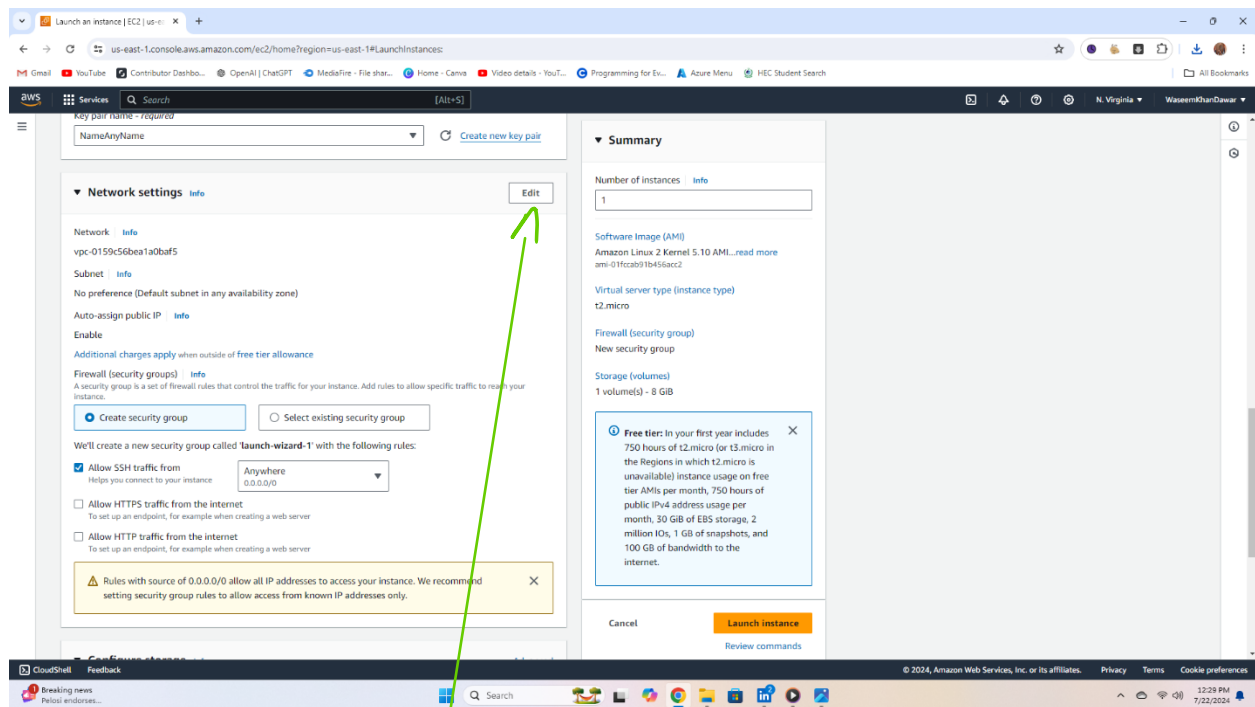 Launch an instance | EC2 | us-ea
us-east-1.console.aws.amazon.com/ec2/home?region=us-east-1#LaunchInstances:
Gmail YouTube Contributor Dashbo... OpenAI | ChatGPT MediaFire - File shar... Home - Canva Video details - YouT... Programming for Ev... Azure Menu HEC Student Search All Bookmarks
aws Services Search [Alt+S] N. Virginia WaseemKhanDawar
Key pair name - required
NameAnyName Create new key pair
Network settings Info Edit
Network Info
vpc-0159c56bea1a0baf5
Subnet Info
No preference (Default subnet in any availability zone)
Auto-assign public IP Info
Enable
Additional charges apply when outside of free tier allowance
Firewall (security groups) Info
A security group is a set of firewall rules that control the traffic for your instance. Add rules to allow specific traffic to reach your
instance.
Create security group Select existing security group
We'll create a new security group called 'launch-wizard-1' with the following rules:
Allow SSH traffic from
Helps you connect to your instance
Anywhere
0.0.0.0/0
Allow HTTPS traffic from the internet
To set up an endpoint, for example when creating a web server
Allow HTTP traffic from the internet
To set up an endpoint, for example when creating a web server
Rules with source of 0.0.0.0/0 allow all IP addresses to access your instance. We recommend
setting security group rules to allow access from known IP addresses only.
Configure storage
Summary
Number of instances Info
1
Software Image (AMI)
Amazon Linux 2 Kernel 5.10 AMI...read more
ami-01fccab91b456acc2
Virtual server type (instance type)
t2.micro
Firewall (security group)
New security group
Storage (volumes)
1 volume(s) - 8 GiB
Free tier: In your first year includes
750 hours of t2.micro (or t3.micro in
the Regions in which t2.micro is
unavailable) instance usage on free
tier AMIs per month, 750 hours of
public IPv4 address usage per
month, 30 GiB of EBS storage, 2
million IOs, 1 GB of snapshots, and
100 GB of bandwidth to the
internet.
Cancel Launch instance
Review commands
CloudShell Feedback © 2024, Amazon Web Services, Inc. or its affiliates. Privacy Terms Cookie preferences
1
Breaking news
Pelosi endorses...
Search
12:29 PM
7/22/2024